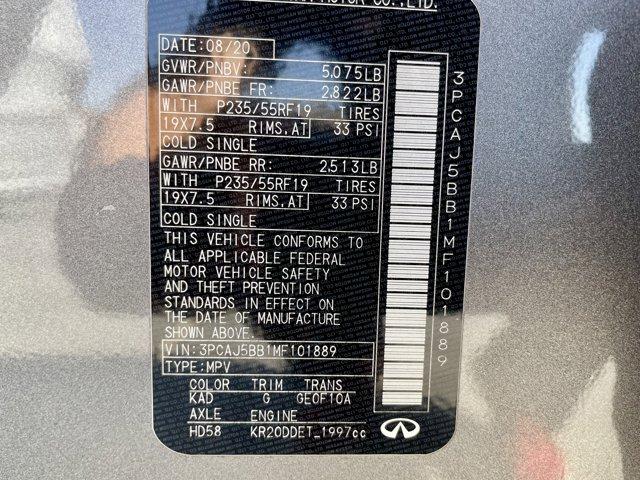 MOTOR CO.,LTD.
DATE: 08/20
GVWR/PNBV: 5.075LB
GAWR/PNBE FR: 2.822LB
WITH P235/55RF19 TIRES
19X7.5 RIMS,AT 33 PSI
COLD SINGLE
GAWR/PNBE RR: 2.513LB
WITH P235/55RF19 TIRES
19X7.5 RIMS,AT 33 PSI
COLD SINGLE
THIS VEHICLE CONFORMS TO
ALL APPLICABLE FEDERAL
MOTOR VEHICLE SAFETY
AND THEFT PREVENTION
STANDARDS IN EFFECT ON
THE DATE OF MANUFACTURE
SHOWN ABOVE.
VIN: 3PCAJ5BB1MF101889
TYPE: MPV
COLOR TRIM TRANS
KAD G GE0F10A
AXLE ENGINE
HD58 KR20DDET_1997cc
3PCAJ5BB1MF101889